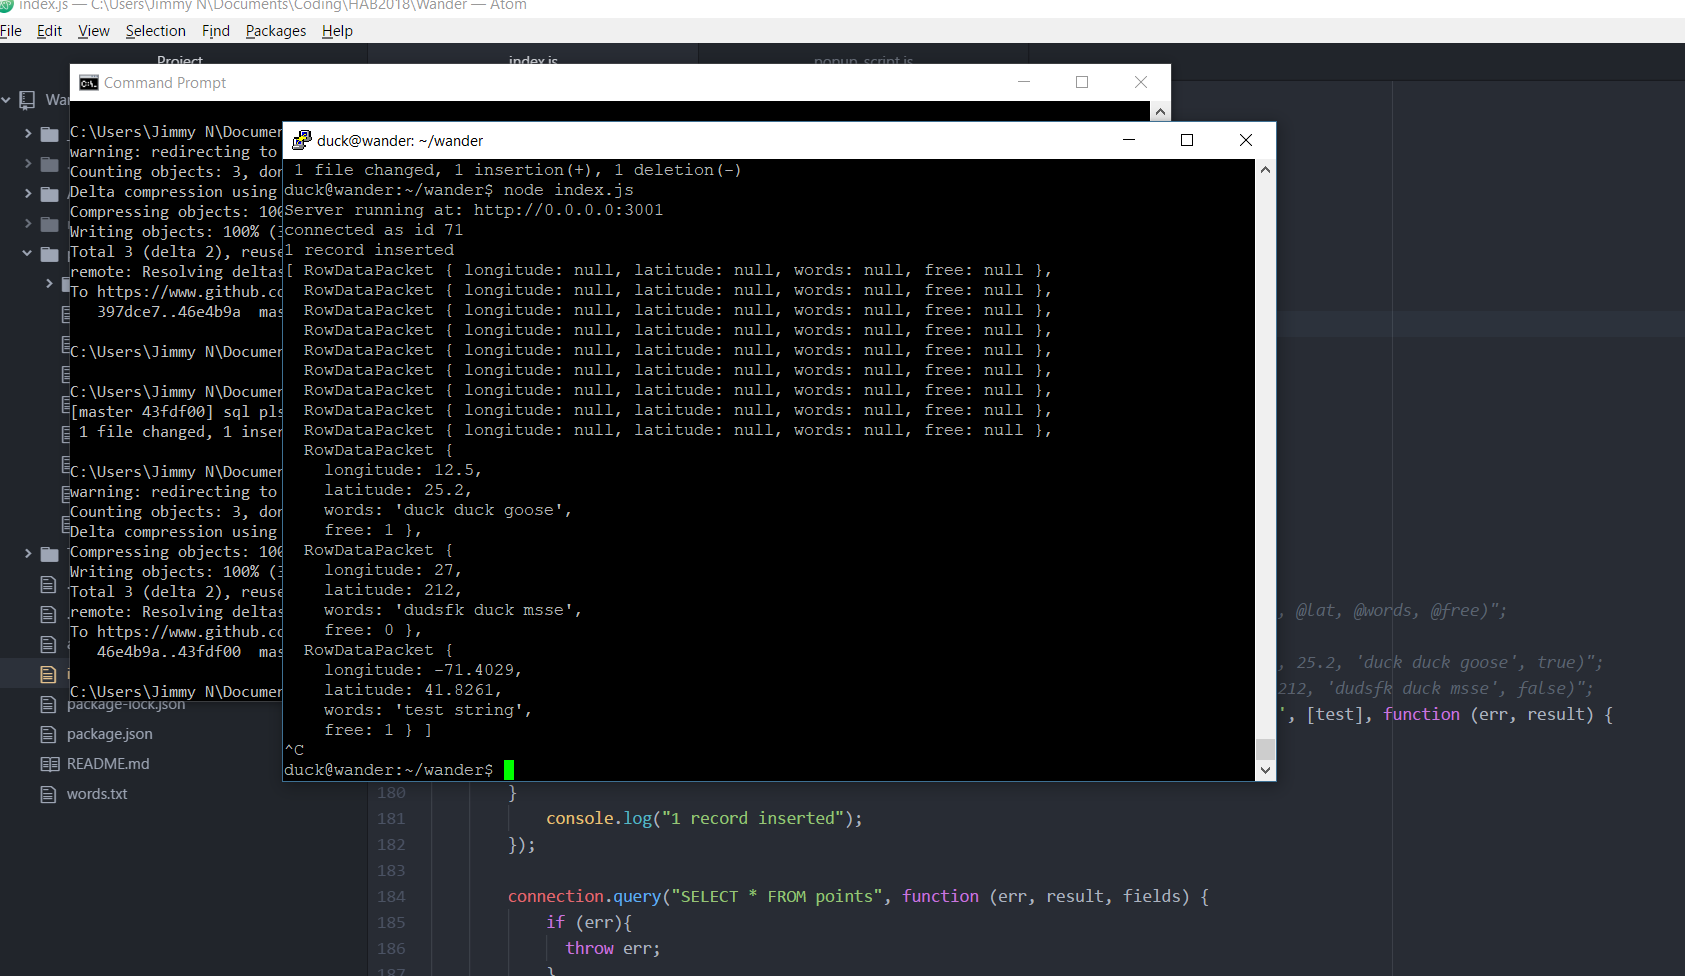 index.js — C:\Users\Jimmy N\Documents\Coding\HAB2018\Wander — Atom
File Edit View Selection Find Packages Help
Project
index.js
popup_script.js
Command Prompt
C:\Users\Jimmy N\Documen
warning: redirecting to
Counting objects: 3, don
Delta compression using
Compressing objects: 100
Writing objects: 100% (3
Total 3 (delta 2), reuse
remote: Resolving deltas
To https://www.github.co
397dce7..46e4b9a mas
C:\Users\Jimmy N\Documen
C:\Users\Jimmy N\Documen
[master 43fdf00] sql pls
1 file changed, 1 inser
C:\Users\Jimmy N\Documen
warning: redirecting to
Counting objects: 3, don
Delta compression using
Compressing objects: 100
Writing objects: 100% (3
Total 3 (delta 2), reuse
remote: Resolving deltas
To https://www.github.co
46e4b9a..43fdf00 mas
C:\Users\Jimmy N\Documen
duck@wander: ~/wander
1 file changed, 1 insertion(+), 1 deletion(-)
duck@wander:~/wander$ node index.js
Server running at: http://0.0.0.0:3001
connected as id 71
1 record inserted
[ RowDataPacket { longitude: null, latitude: null, words: null, free: null },
RowDataPacket { longitude: null, latitude: null, words: null, free: null },
RowDataPacket { longitude: null, latitude: null, words: null, free: null },
RowDataPacket { longitude: null, latitude: null, words: null, free: null },
RowDataPacket { longitude: null, latitude: null, words: null, free: null },
RowDataPacket { longitude: null, latitude: null, words: null, free: null },
RowDataPacket { longitude: null, latitude: null, words: null, free: null },
RowDataPacket { longitude: null, latitude: null, words: null, free: null },
RowDataPacket { longitude: null, latitude: null, words: null, free: null },
RowDataPacket {
longitude: 12.5,
latitude: 25.2,
words: 'duck duck goose',
free: 1 },
RowDataPacket {
longitude: 27,
latitude: 212,
words: 'dudsfk duck msse',
free: 0 },
RowDataPacket {
longitude: -71.4029,
latitude: 41.8261,
words: 'test string',
free: 1 } ]
^C
duck@wander:~/wander$
Wa
package-lock.json
package.json
README.md
words.txt
, @lat, @words, @free)";
, 25.2, 'duck duck goose', true)";
212, 'dudsfk duck msse', false)";
', [test], function (err, result) {
180 }
181 console.log("1 record inserted");
182 });
183
184 connection.query("SELECT * FROM points", function (err, result, fields) {
185 if (err){
186 throw err;
187 }